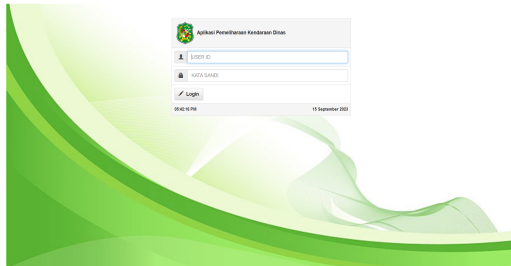 Aplikasi Pemeliharaan Kendaraan Dinas
USER ID
KATA SANDI
Login
05:42:16 PM
15 September 2023